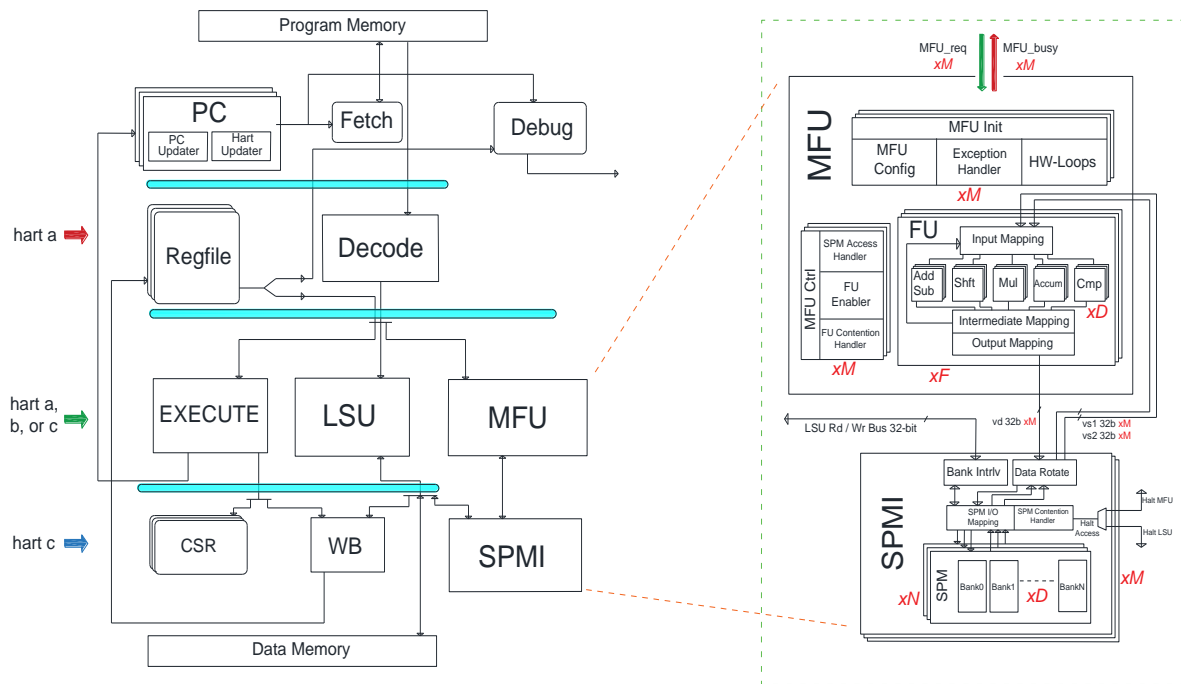 Program Memory
PC
PC
Updater
Hart
Updater
Fetch
Debug
hart a
Regfile
Decode
hart a,
b, or c
EXECUTE
LSU
MFU
hart c
CSR
WB
SPMI
Data Memory
MFU_req
xM
MFU_busy
xM
MFU
MFU Init
MFU
Config
Exception
Handler
HW-Loops
xM
MFU Ctrl
SPM Access
Handler
FU
Enabler
FU Contention
Handler
xM
FU
Input Mapping
Add
Sub
Shft
Mul
Accum
Cmp
xD
Intermediate Mapping
Output Mapping
xF
LSU Rd / Wr Bus 32-bit
vd 32b xM
vs1 32b xM
vs2 32b xM
SPMI
Bank Intrlv
Data Rotate
SPM I/O
Mapping
SPM Contention
Handler
Halt
Access
Halt MFU
Halt LSU
xN
SPM
Bank0
Bank1
xD
BankN
xM